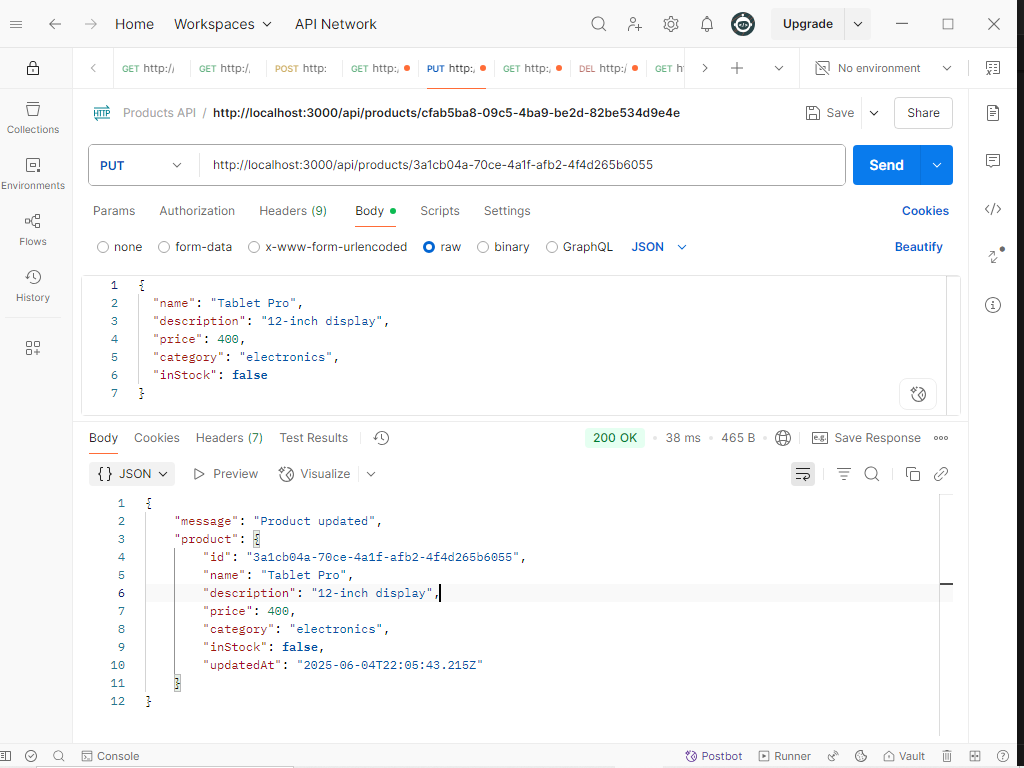 Home Workspaces API Network Upgrade
GET http:/ GET http:/ POST http: GET http:/ PUT http:/ GET http:/ DEL http:/ GET h No environment
HTTP Products API / http://localhost:3000/api/products/cfab5ba8-09c5-4ba9-be2d-82be534d9e4e Save Share
PUT http://localhost:3000/api/products/3a1cb04a-70ce-4a1f-afb2-4f4d265b6055 Send
Params Authorization Headers (9) Body Scripts Settings Cookies
none form-data x-www-form-urlencoded raw binary GraphQL JSON Beautify
Collections
Environments
Flows
History
1 {
2 "name": "Tablet Pro",
3 "description": "12-inch display",
4 "price": 400,
5 "category": "electronics",
6 "inStock": false
7 }
Body Cookies Headers (7) Test Results 200 OK • 38 ms • 465 B e.g. Save Response
{} JSON Preview Visualize
1 {
2 "message": "Product updated",
3 "product": {
4 "id": "3a1cb04a-70ce-4a1f-afb2-4f4d265b6055",
5 "name": "Tablet Pro",
6 "description": "12-inch display",
7 "price": 400,
8 "category": "electronics",
9 "inStock": false,
10 "updatedAt": "2025-06-04T22:05:43.215Z"
11 }
12 }
Console Postbot Runner Vault